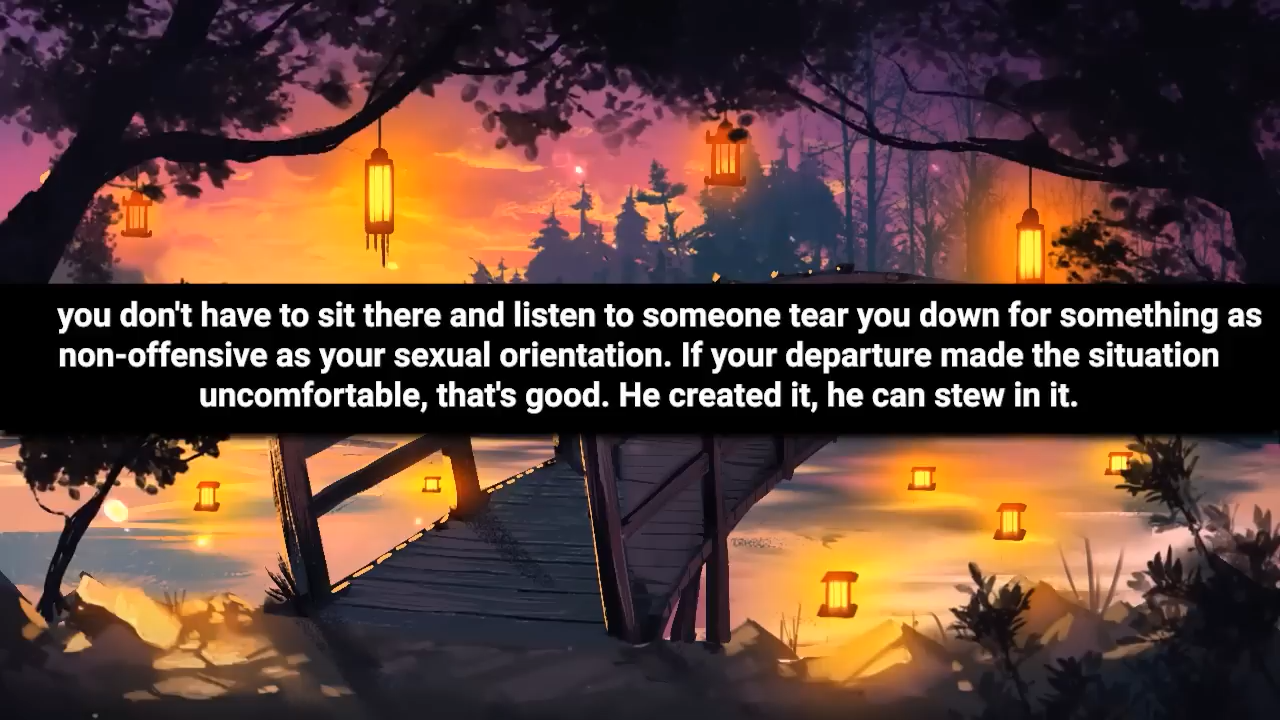 you don't have to sit there and listen to someone tear you down for something as
non-offensive as your sexual orientation. If your departure made the situation
uncomfortable, that's good. He created it, he can stew in it.